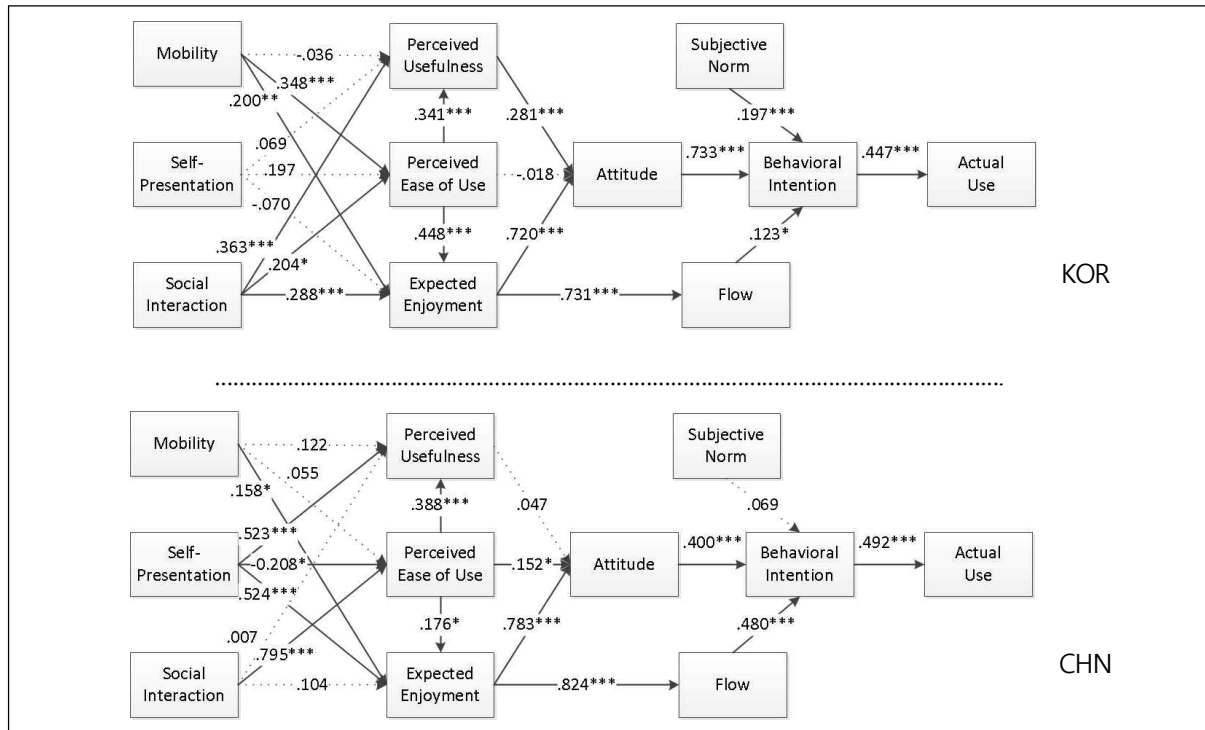 Mobility
Perceived
Usefulness
Subjective
Norm
-.036
.348***
.200**
.341***
.281***
.197***
.069
Self-
Presentation
.197
Perceived
Ease of Use
-.018
Attitude
.733***
Behavioral
Intention
.447***
Actual
Use
-.070
.363***
.204*
.448***
.720***
.123*
Social
Interaction
.288***
Expected
Enjoyment
.731***
Flow
KOR
Mobility
Perceived
Usefulness
Subjective
Norm
.122
.055
.158*
.388***
.047
.069
.523***
Self-
Presentation
-0.208*
Perceived
Ease of Use
.152*
Attitude
.400***
Behavioral
Intention
.492***
Actual
Use
.524***
.007
.795***
.176*
.783***
.480***
Social
Interaction
.104
Expected
Enjoyment
.824***
Flow
CHN